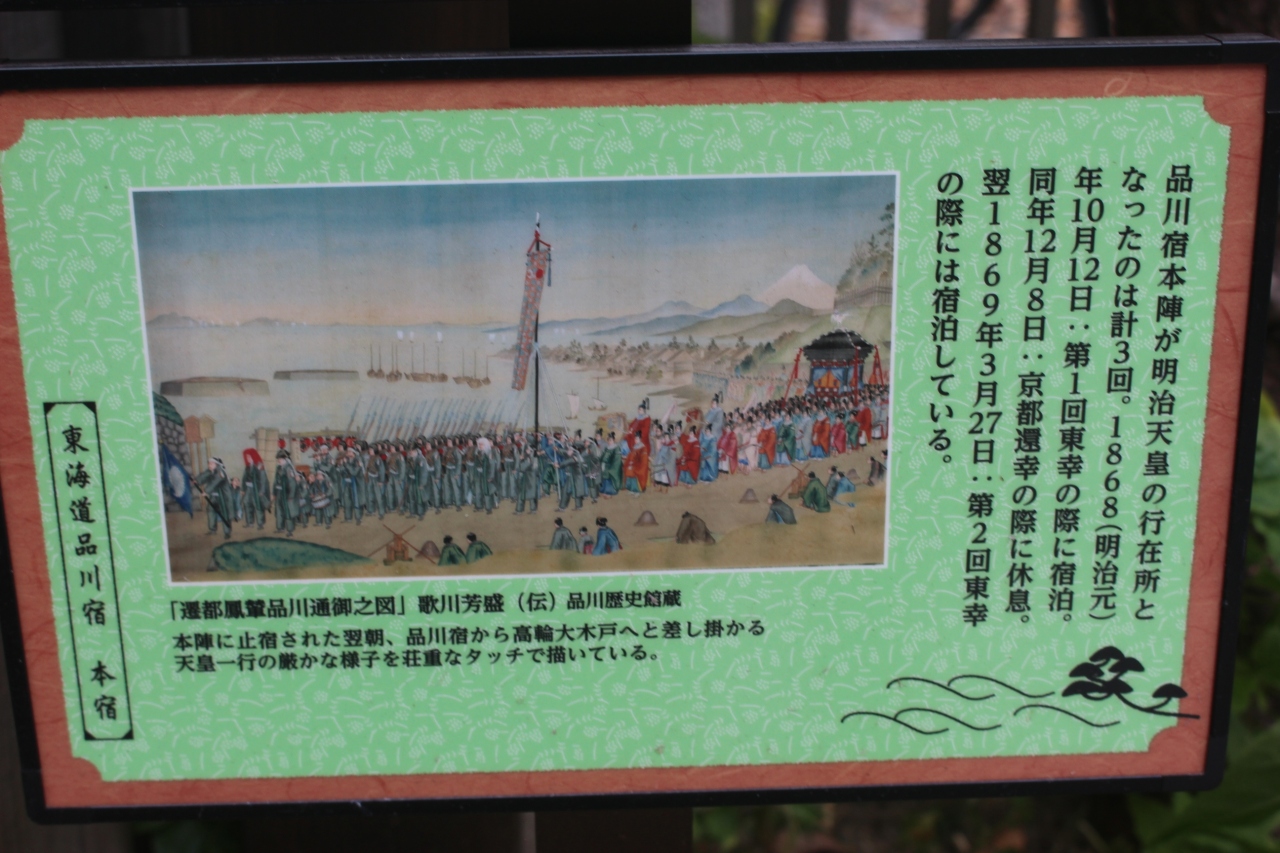 品川宿本陣が明治天皇の行在所と
なったのは計3回。1868(明治元)
年10月12日：第1回東幸の際に宿泊。
同年12月8日：京都還幸の際に休息。
翌1869年3月27日：第2回東幸
の際には宿泊している。
「遷都鳳輦品川通御之図」歌川芳盛（伝）品川歴史館蔵
本陣に止宿された翌朝、品川宿から高輪大木戸へと差し掛かる
天皇一行の厳かな様子を荘重なタッチで描いている。
東海道品川宿　本宿